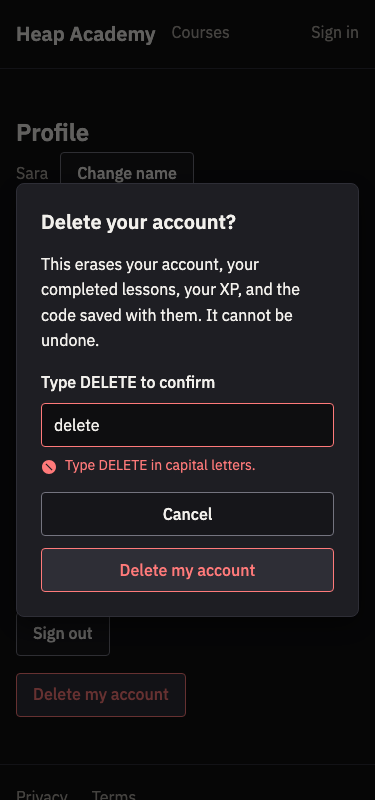 Heap Academy Courses Sign in
Profile
Sara Change name
Delete your account?
This erases your account, your
completed lessons, your XP, and the
code saved with them. It cannot be
undone.
Type DELETE to confirm
delete
Type DELETE in capital letters.
Cancel
Delete my account
Sign out
Delete my account
Privacy Terms